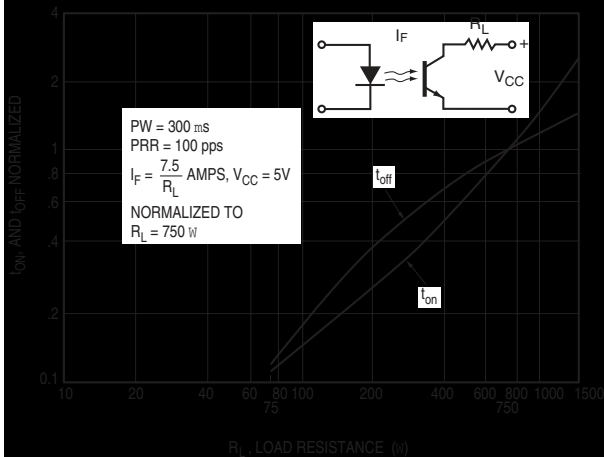 4
2
1
.8
.6
.4
.2
0.1
tON, AND tOFF NORMALIZED
IF
RL
+
VCC
PW = 300 ms
PRR = 100 pps
IF = 7.5/RL AMPS, VCC = 5V
NORMALIZED TO
RL = 750 W
toff
ton
10 20 40 60 80 100 200 400 600 800 1000 1500
75 750
RL , LOAD RESISTANCE (W)